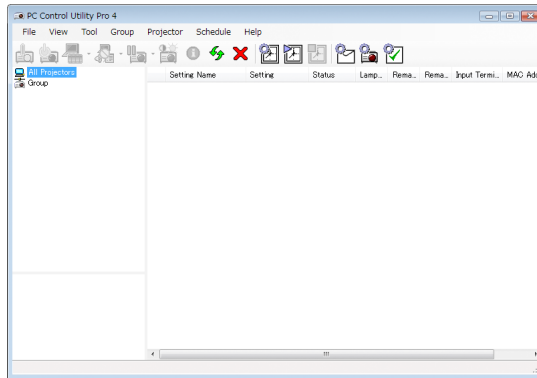 PC Control Utility Pro 4
File View Tool Group Projector Schedule Help
All Projectors
Group
Setting Name Setting Status Lamp... Rema... Rema... Input Termi... MAC Add